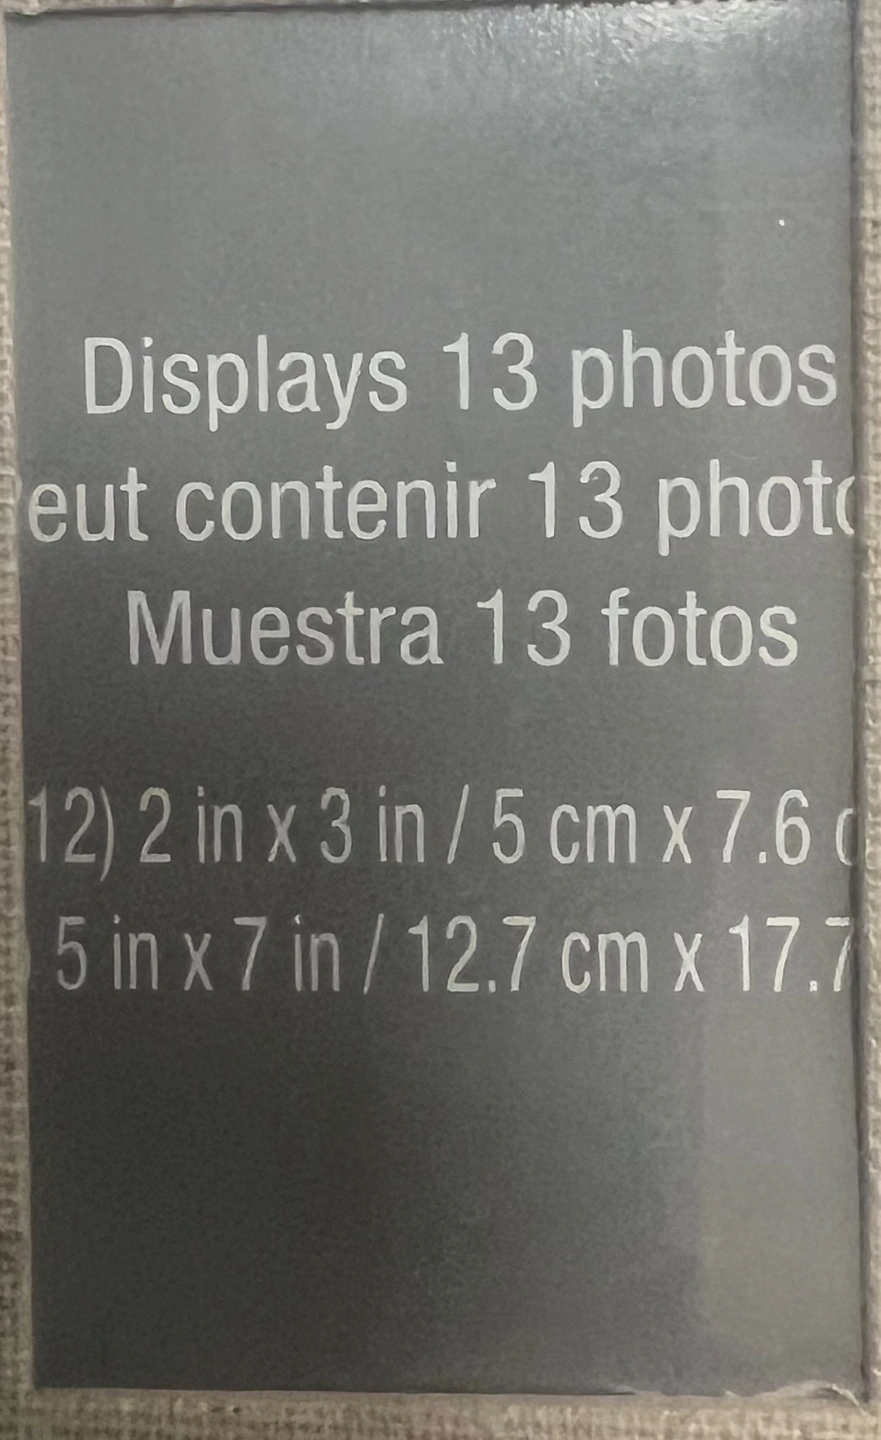 Displays 13 photos
eut contenir 13 photo
Muestra 13 fotos
12) 2 in x 3 in / 5 cm x 7.6 c
5 in x 7 in / 12.7 cm x 17.7